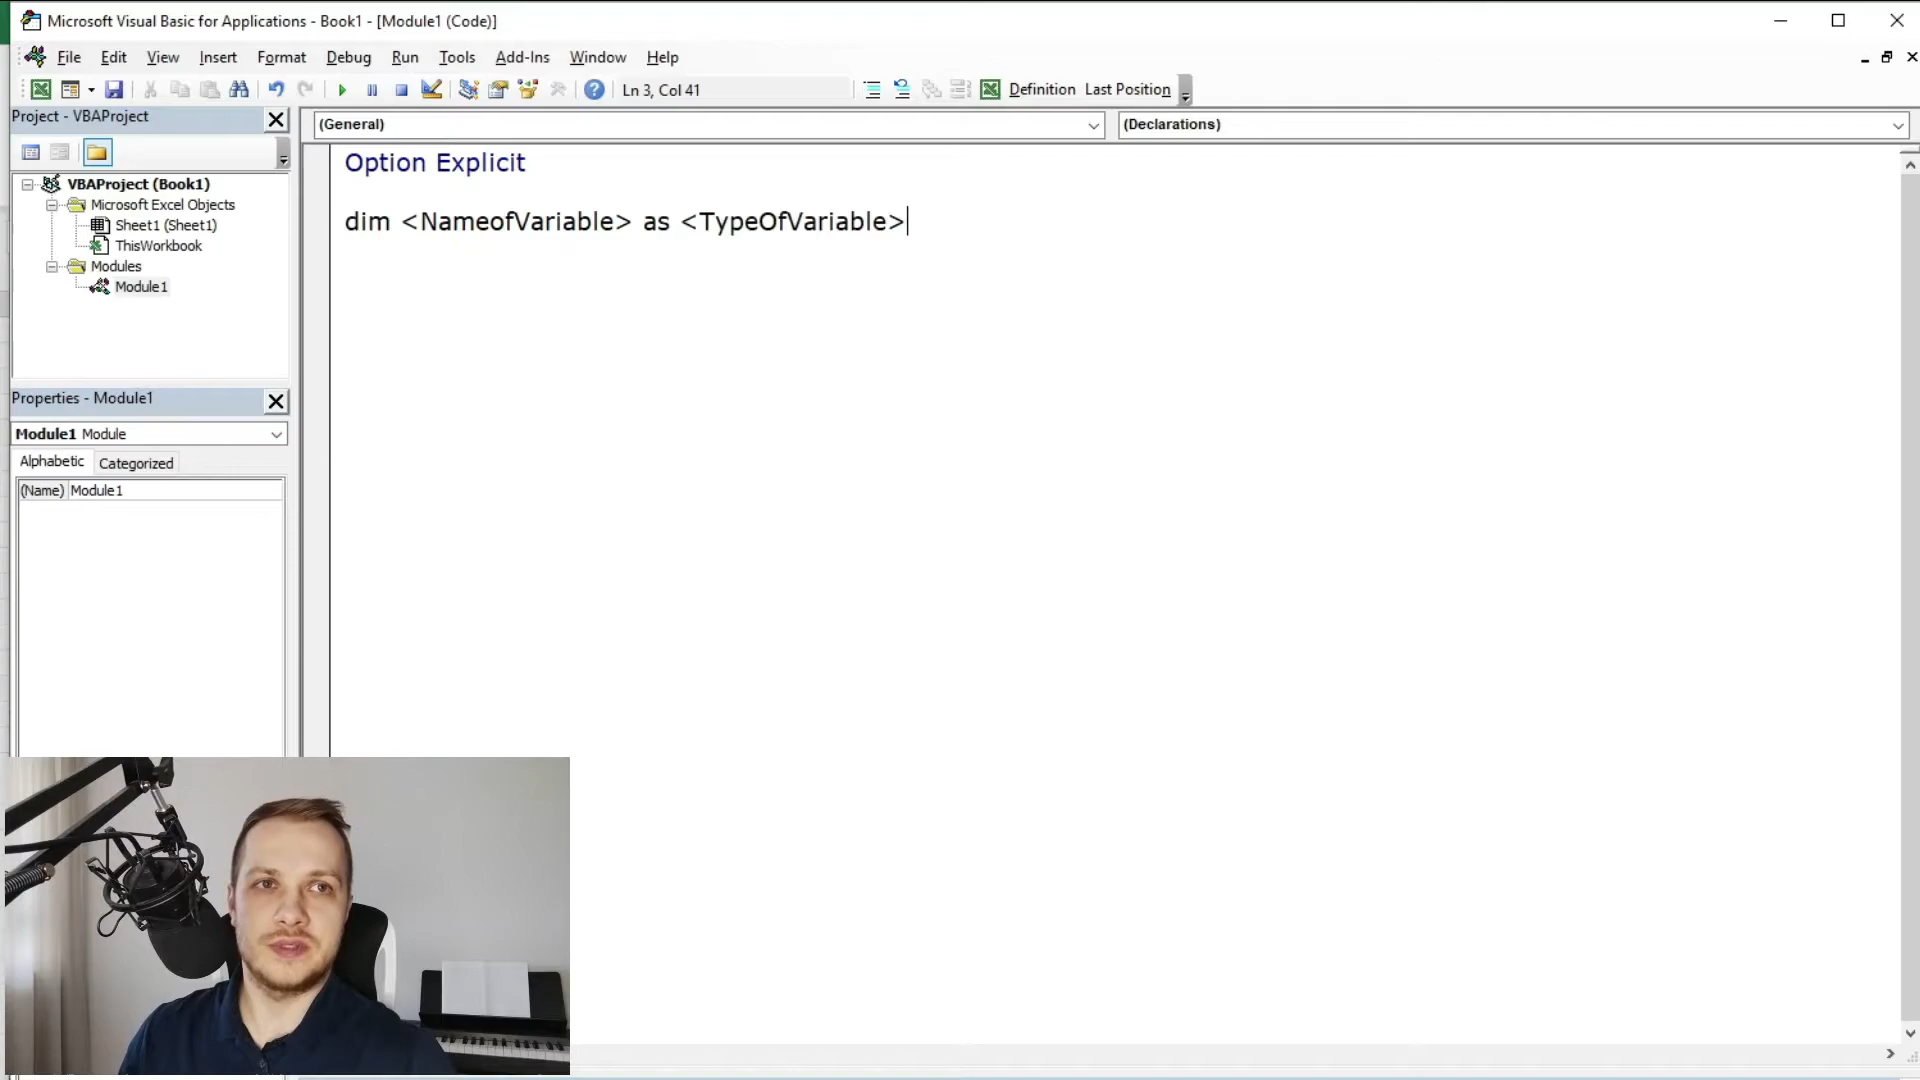 Microsoft Visual Basic for Applications - Book1 - [Module1 (Code)]
File Edit View Insert Format Debug Run Tools Add-Ins Window Help
Ln 3, Col 41 Definition Last Position
Project - VBAProject
(General) (Declarations)
VBAProject (Book1)
Microsoft Excel Objects
Sheet1 (Sheet1)
ThisWorkbook
Modules
Module1
Properties - Module1
Module1 Module
Alphabetic Categorized
(Name) Module1
Option Explicit
dim <NameofVariable> as <TypeOfVariable>